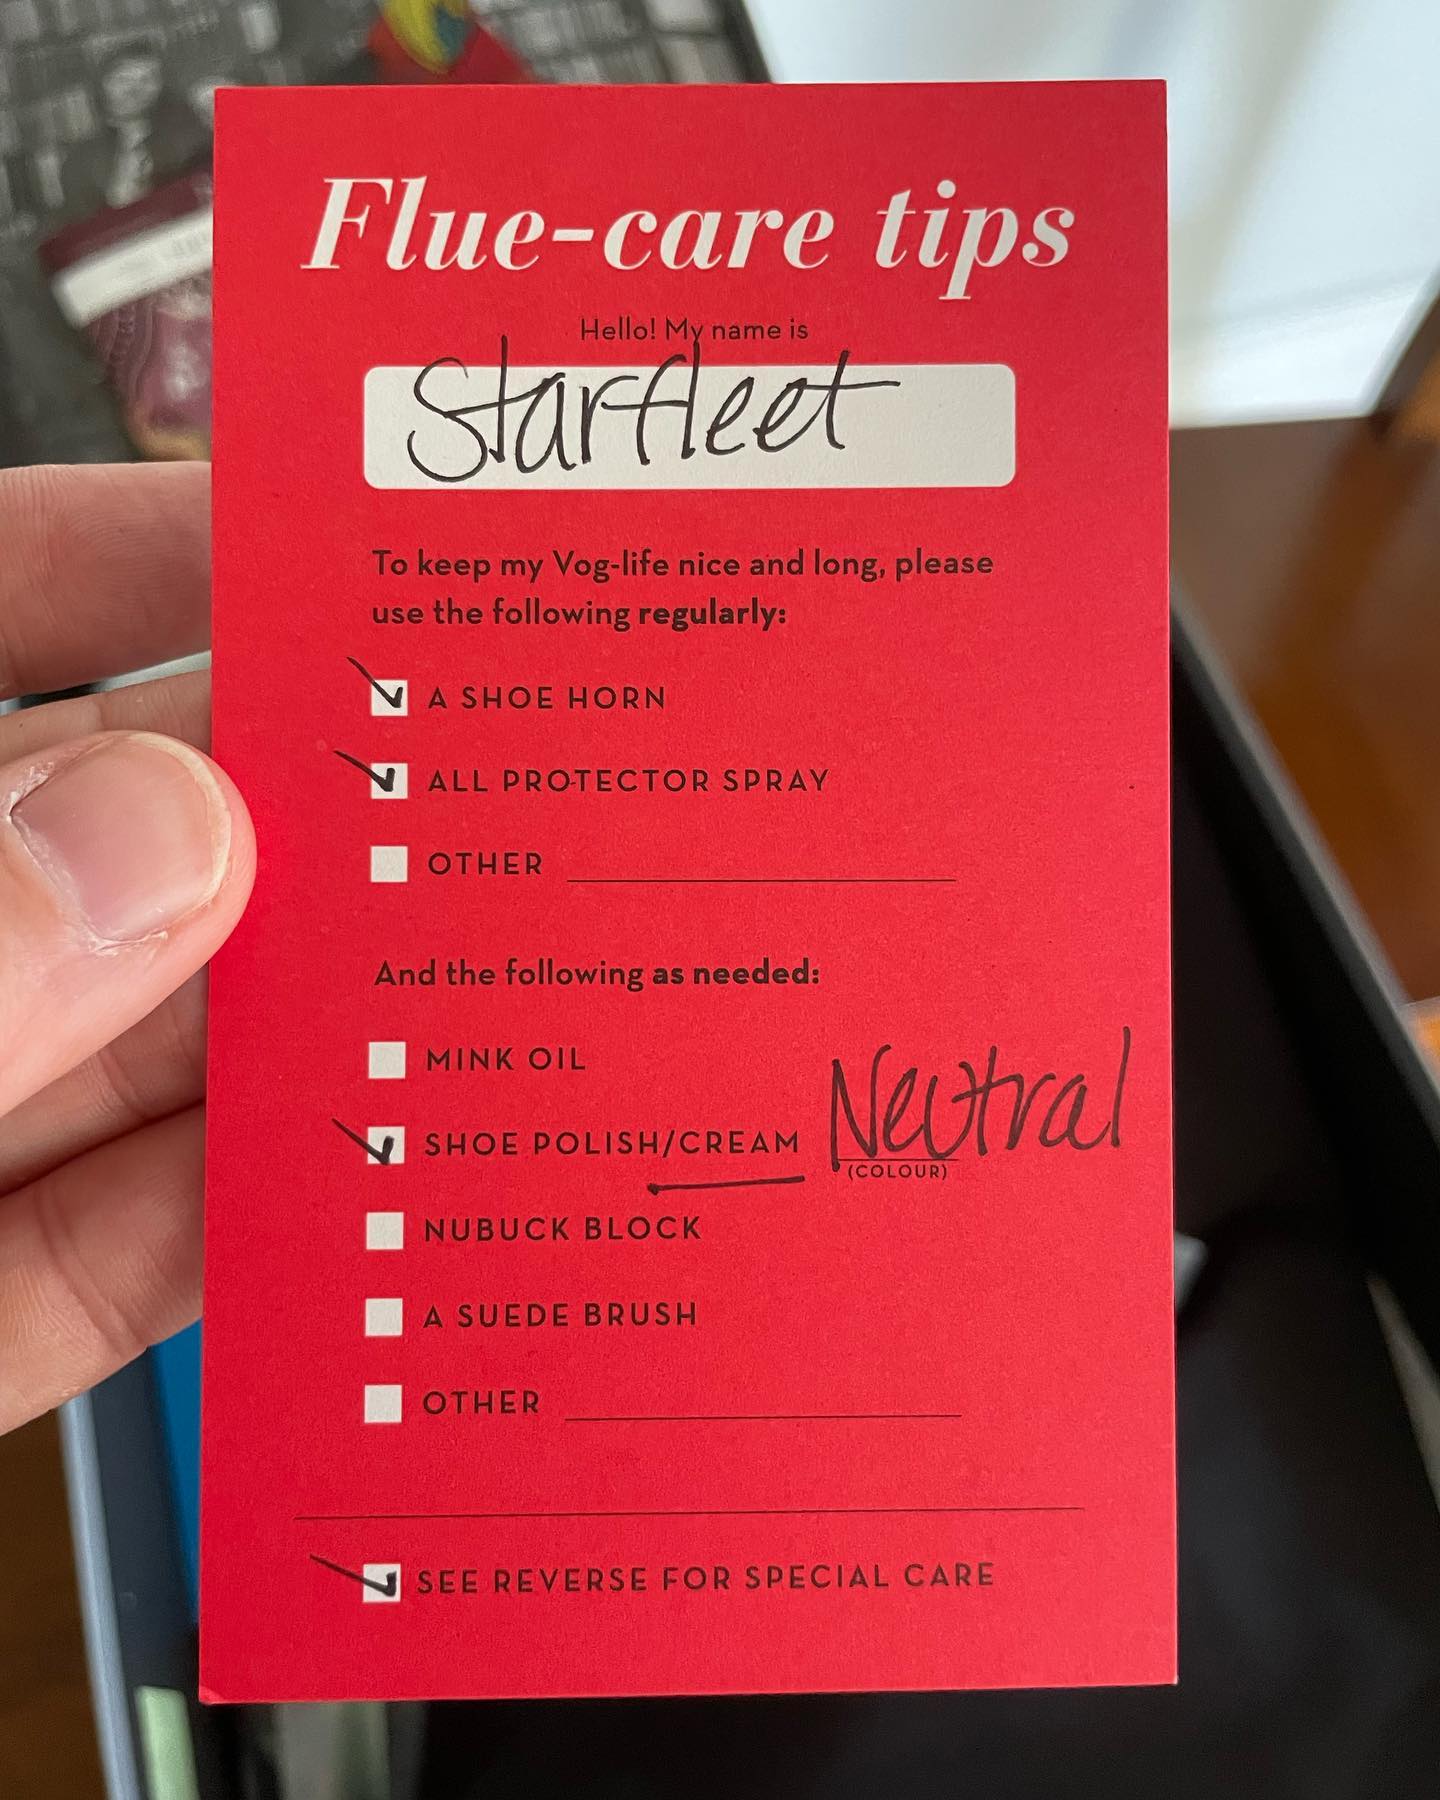 Flue-care tips
Hello! My name is
Starfleet
To keep my Vog-life nice and long, please
use the following regularly:
A SHOE HORN
ALL PROTECTOR SPRAY
OTHER
And the following as needed:
MINK OIL
SHOE POLISH/CREAM Neutral
(COLOUR)
NUBUCK BLOCK
A SUEDE BRUSH
OTHER
SEE REVERSE FOR SPECIAL CARE